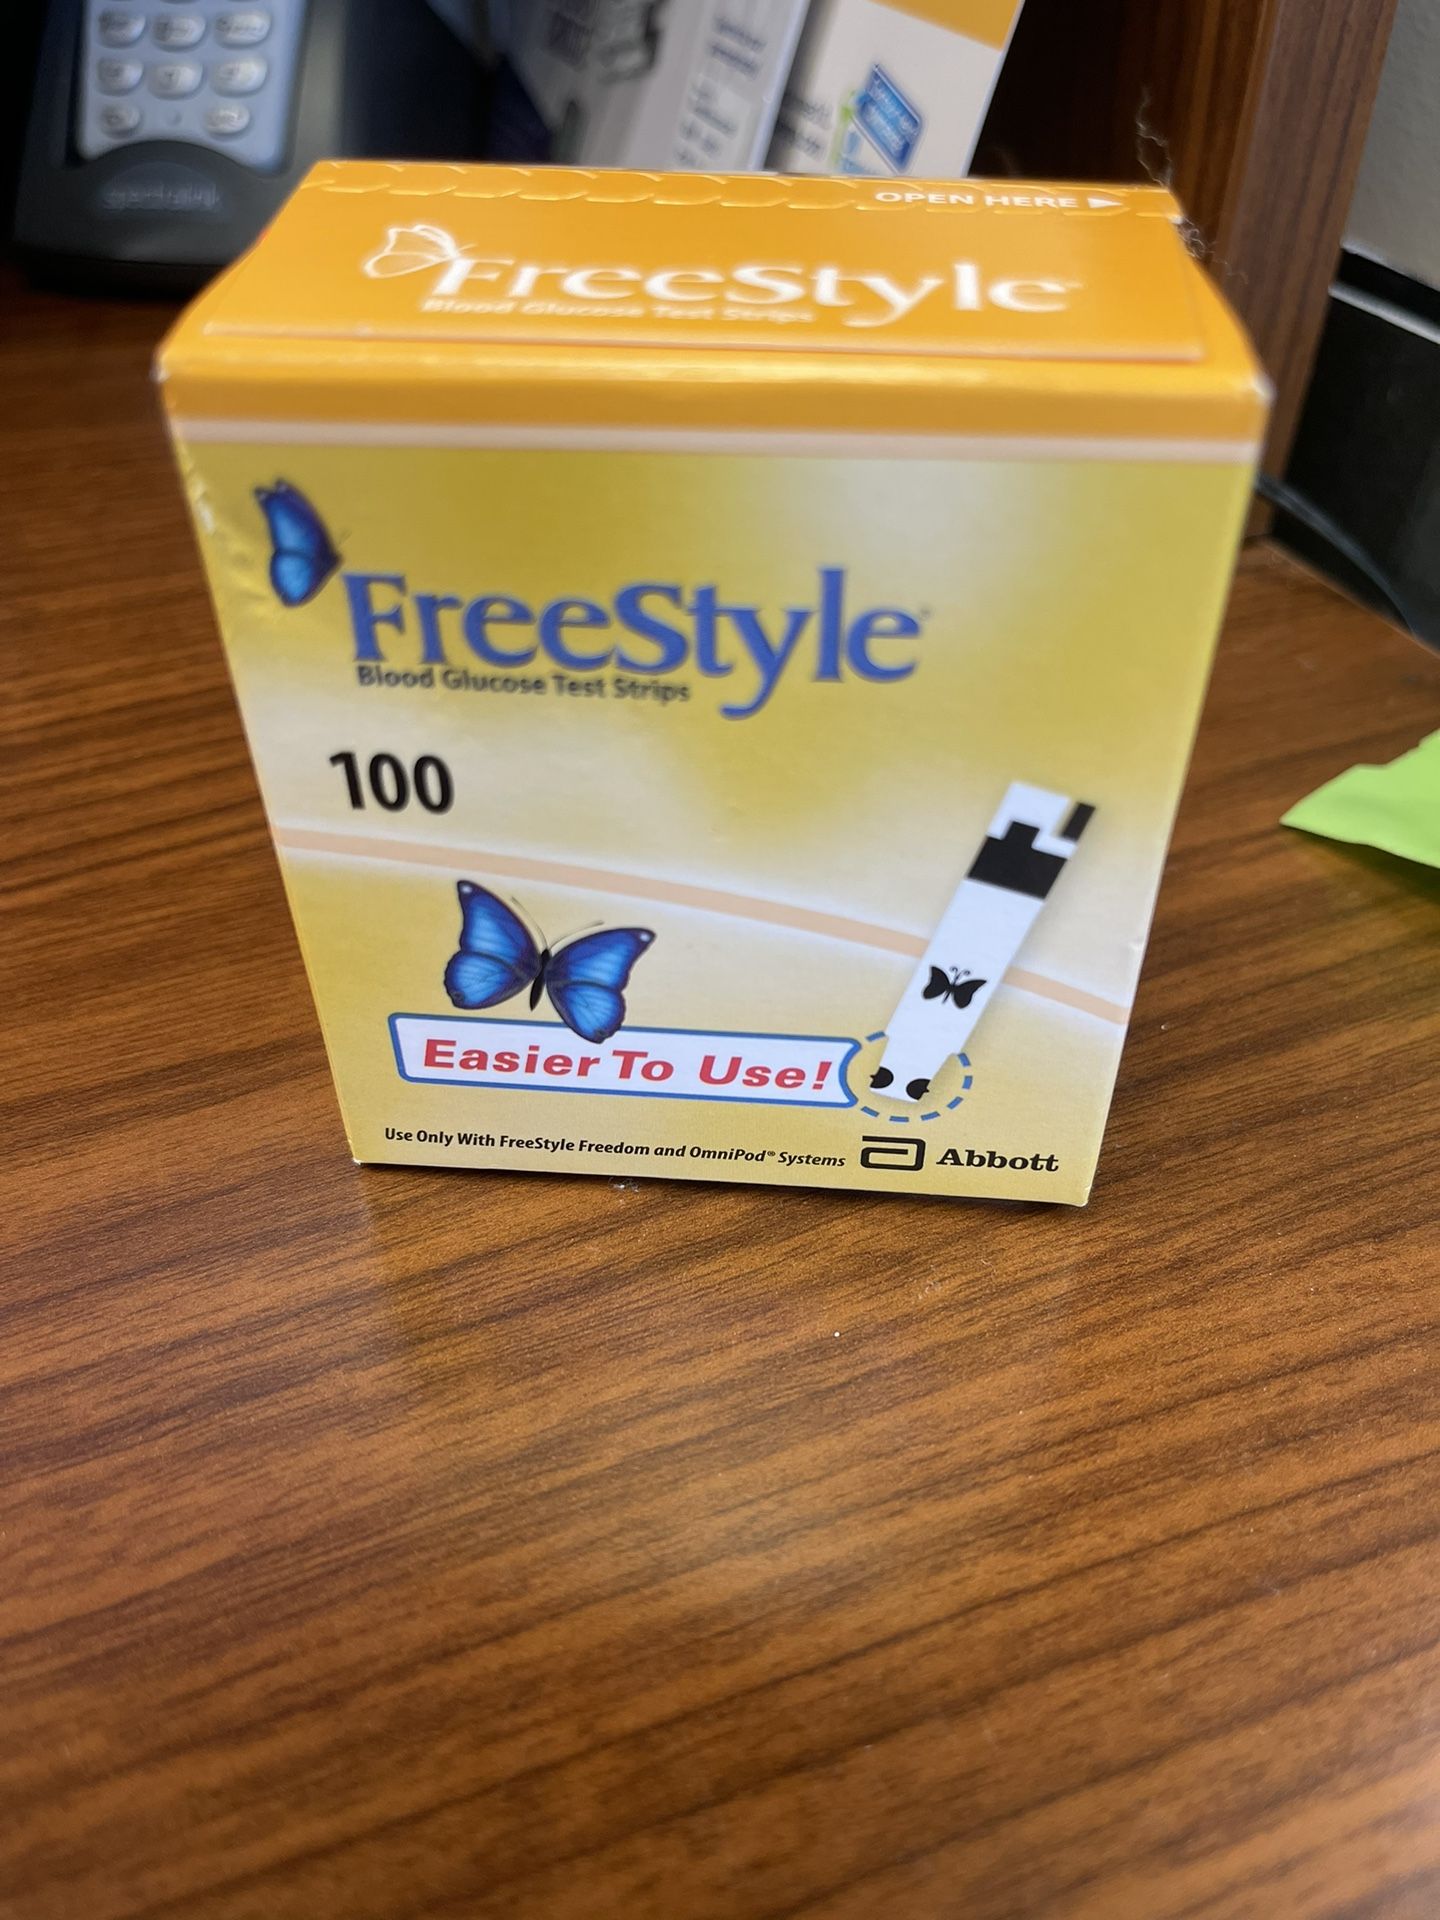 OPEN HERE
FreeStyle
Blood Glucose Test Strips
FreeStyle
Blood Glucose Test Strips
100
Easier To Use!
Use Only With FreeStyle Freedom and OmniPod® Systems
Abbott